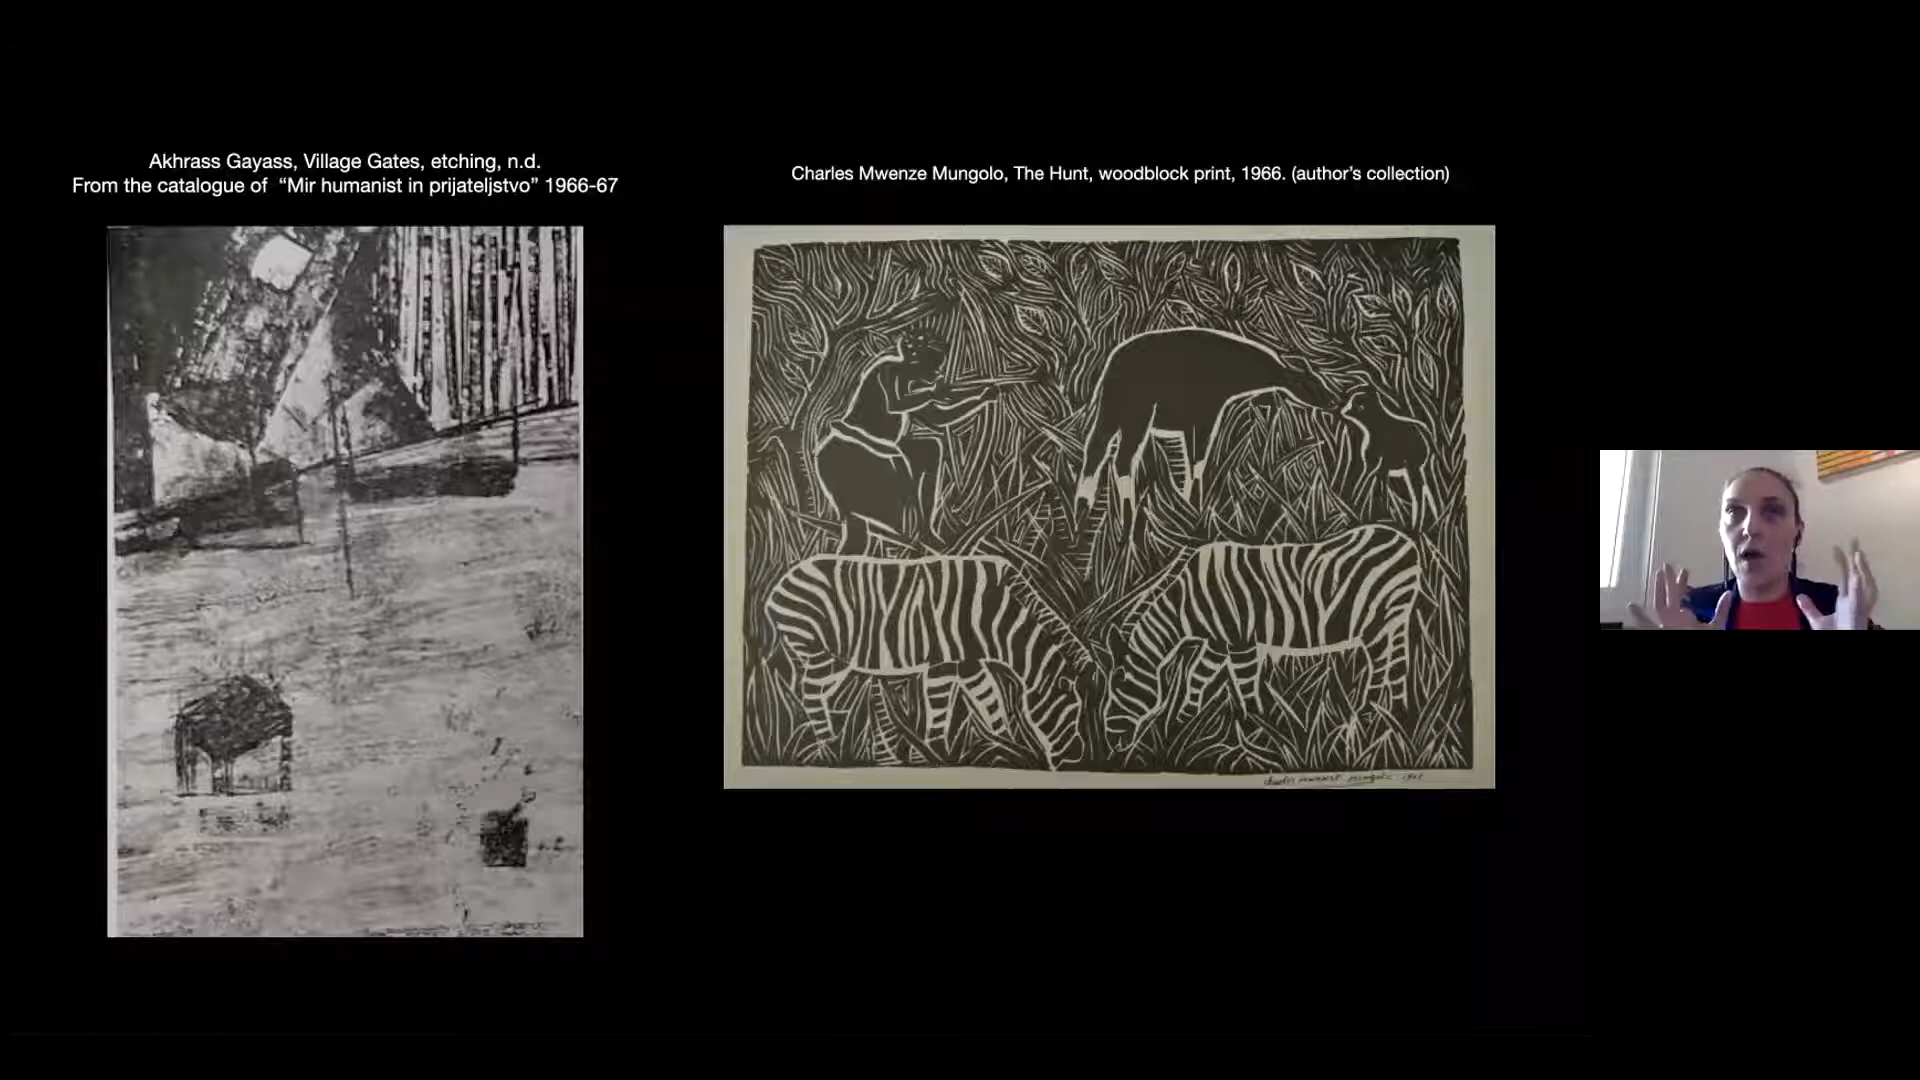 Akhrass Gayass, Village Gates, etching, n.d.
From the catalogue of “Mir humanist in prijateljstvo” 1966-67
Charles Mwenze Mungolo, The Hunt, woodblock print, 1966. (author’s collection)